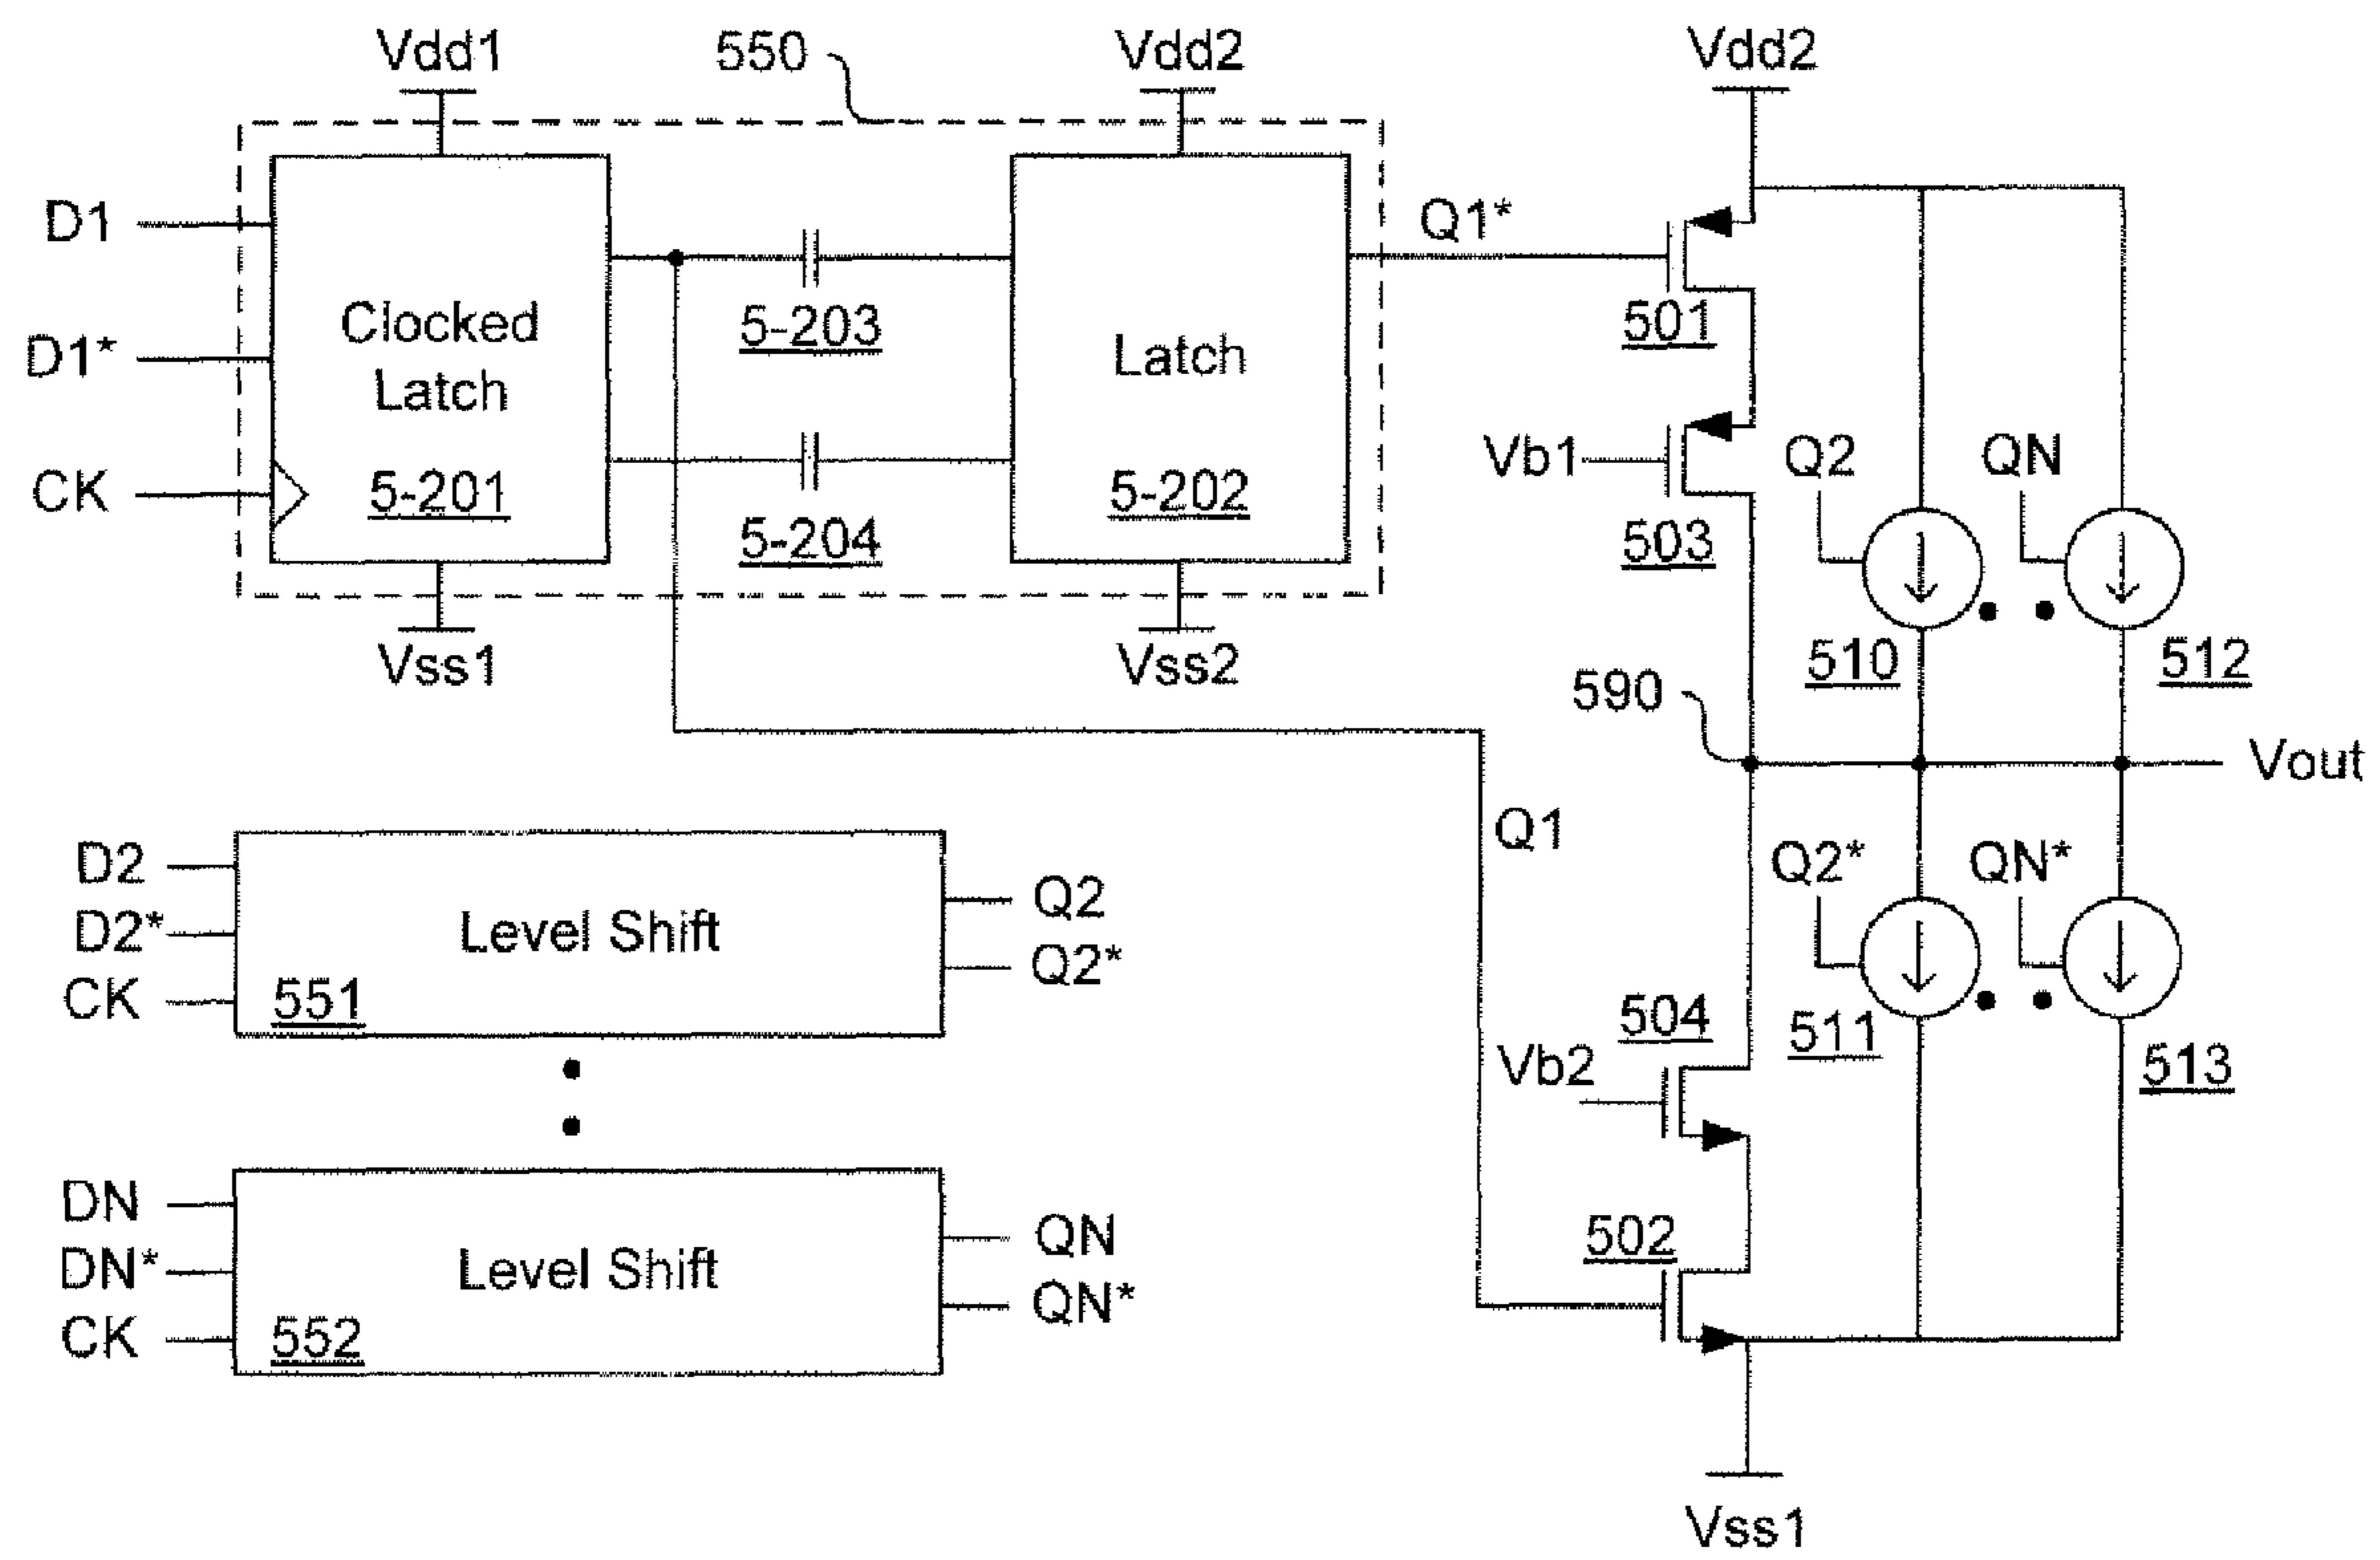 Vdd1
550
Vdd2
Vdd2
D1
D1*
CK
Clocked
Latch
5-201
5-203
5-204
Latch
5-202
Vss1
Vss2
Q1*
501
Vb1
503
Q2
QN
510
512
590
Vout
Q1
Q2*
QN*
504
511
513
Vb2
502
Vss1
D2
D2*
CK
Level Shift
551
Q2
Q2*
DN
DN*
CK
Level Shift
552
QN
QN*